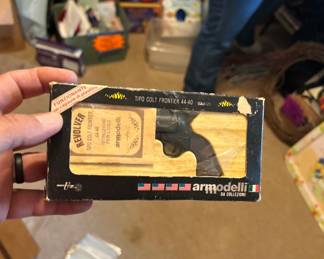 FUNZIONANTE
TIPO COLT FRONTIER 44-40
REVOLVER
TIPO COLT FRONTIER
44-40
armodelli
armodelli
DA COLLEZIONE